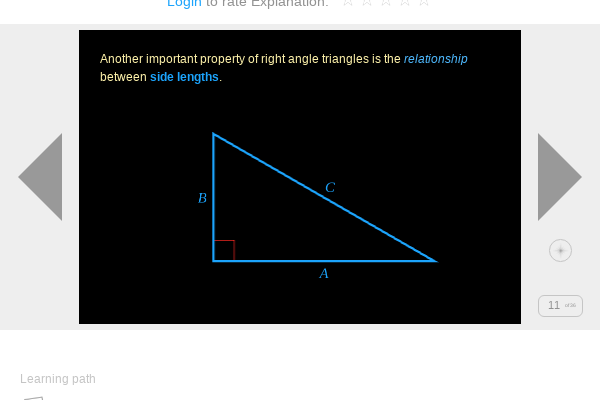 Login to rate Explanation.
Another important property of right angle triangles is the relationship
between side lengths.
B
C
A
11 of 26
Learning path